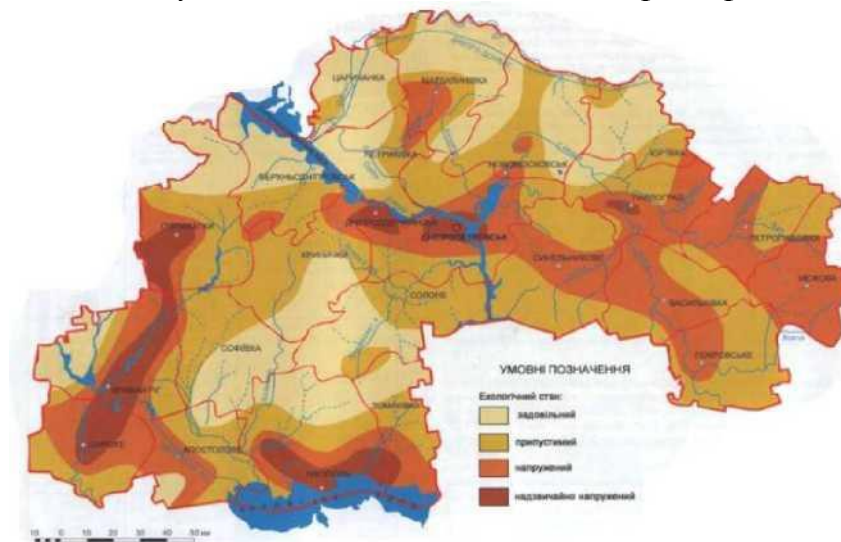 ЦАРИЧАНКА
МАГДАЛИНІВКА
ПЕТРИКІВКА
НОВОМОСКОВСЬК
ЮР'ЇВКА
ВЕРХНЬОДНІПРОВСЬК
ПАВЛОГРАД
ДНІПРОДЗЕРЖИНСЬК
ДНІПРОПЕТРОВСЬК
ПЕТРОПАВЛІВКА
КРИНИЧКИ
СИНЕЛЬНИКОВЕ
МЕЖОВА
СОЛОНЕ
ВАСИЛЬКІВКА
СОФІЇВКА
ПОКРОВСЬКЕ
КРИВИЙ РІГ
ТОМАКІВКА
ШИРОКЕ
АПОСТОЛОВЕ
НІКОПОЛЬ
УМОВНІ ПОЗНАЧЕННЯ
Екологічний стан:
задовільний
припустимий
напружений
надзвичайно напружений
10 0 10 20 30 40 50 км